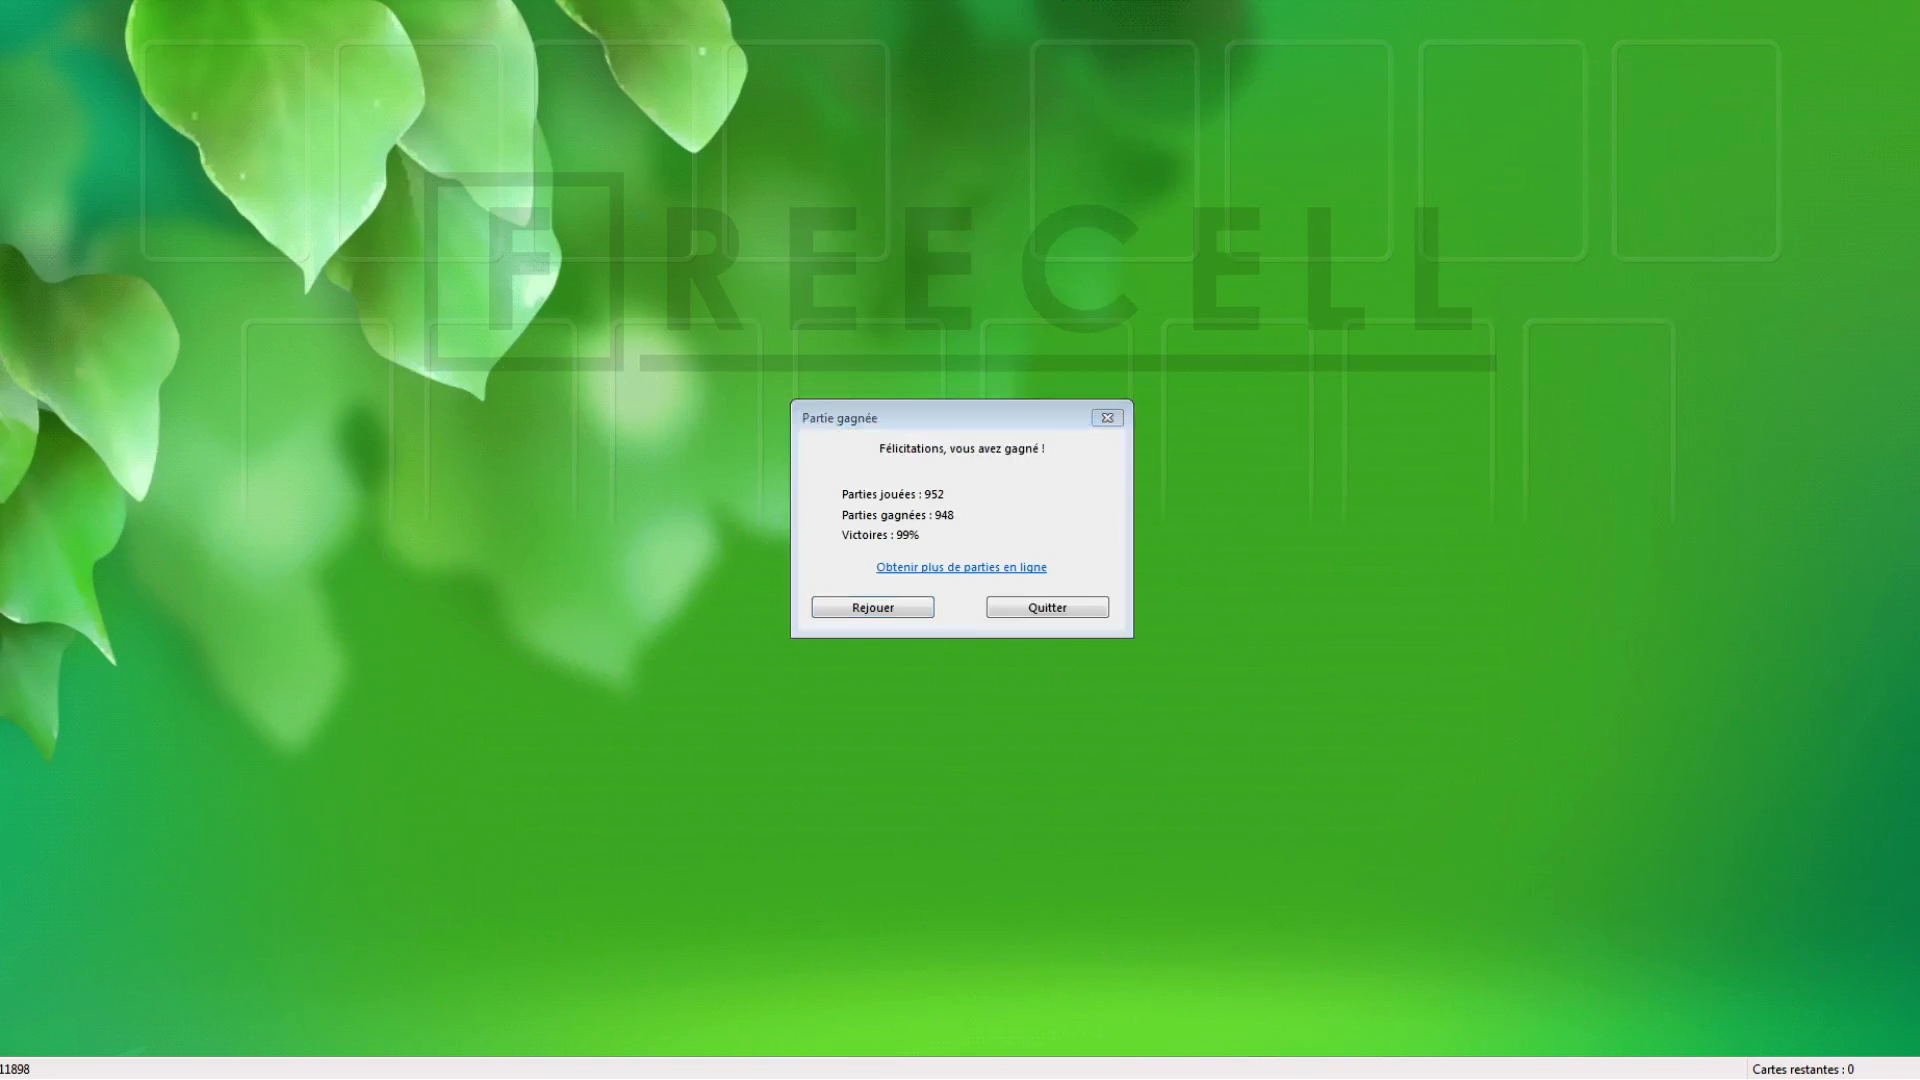 FREECELL
Partie gagnée
Félicitations, vous avez gagné !
Parties jouées : 952
Parties gagnées : 948
Victoires : 99%
Obtenir plus de parties en ligne
Rejouer
Quitter
11898
Cartes restantes : 0